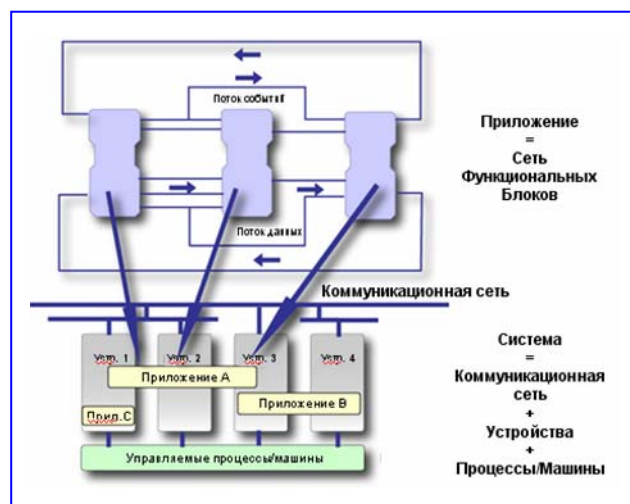 Поток событий
Приложение
=
Сеть
Функциональных
Блоков
Поток данных
Коммуникационная сеть
Устр. 1
Устр. 2
Устр. 3
Устр. 4
Приложение А
Прил.С
Приложение В
Управляемые процессы/машины
Система
=
Коммуникационная
сеть
+
Устройства
+
Процессы/Машины